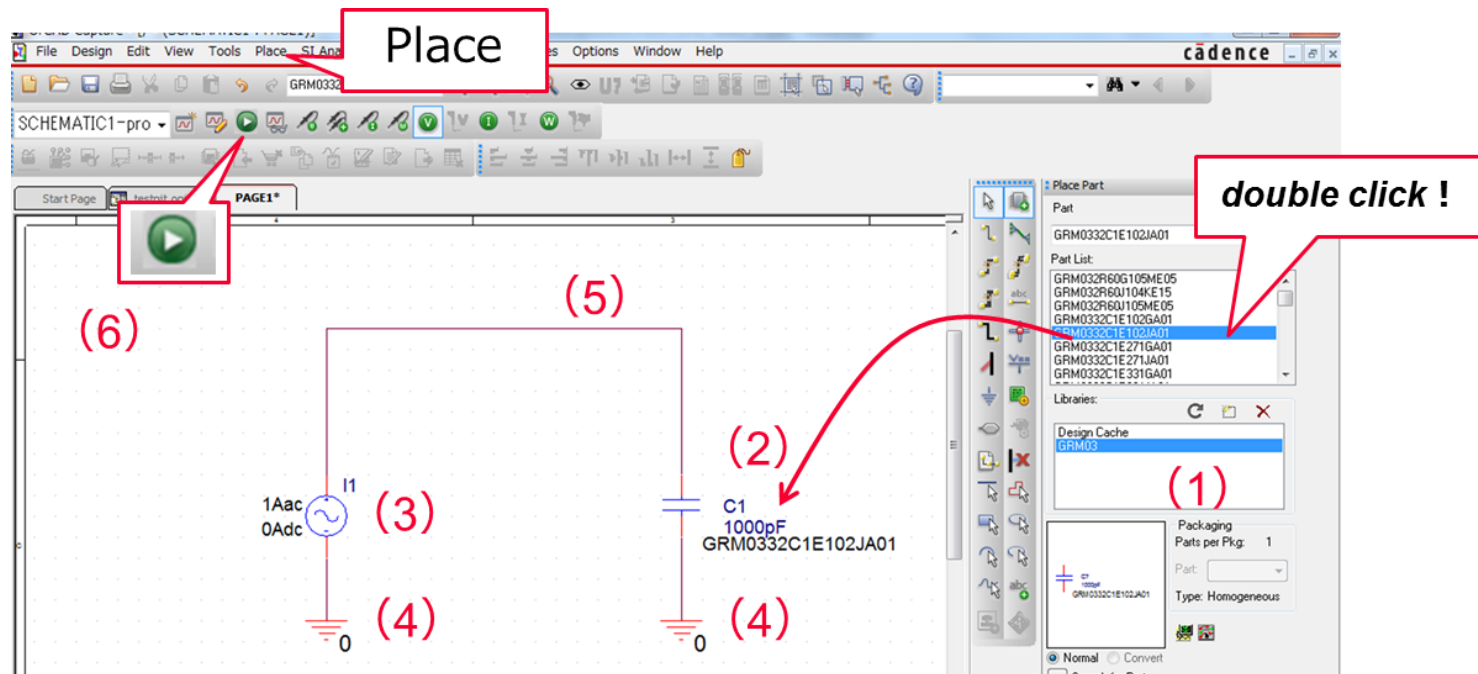 Place
File Design Edit View Tools Place SI Ana
es Options Window Help
cādence
GRM0332
SCHEMATIC1-pro
double click !
Start Page
PAGE1*
Place Part
Part
GRM0332C1E102JA01
Part List:
GRM032R60G105ME05
GRM032R60J104KE15
GRM032R60J105ME05
GRM0332C1E102GA01
GRM0332C1E102JA01
GRM0332C1E271GA01
GRM0332C1E271JA01
GRM0332C1E331GA01
Libraries:
Design Cache
GRM03
(1)
(5)
(6)
(2)
I1
1Aac
0Adc
(3)
C1
1000pF
GRM0332C1E102JA01
(4)
0
(4)
0
Packaging
Parts per Pkg: 1
Part:
Type: Homogeneous
C?
1000pF
GRM0332C1E102JA01
Normal Convert